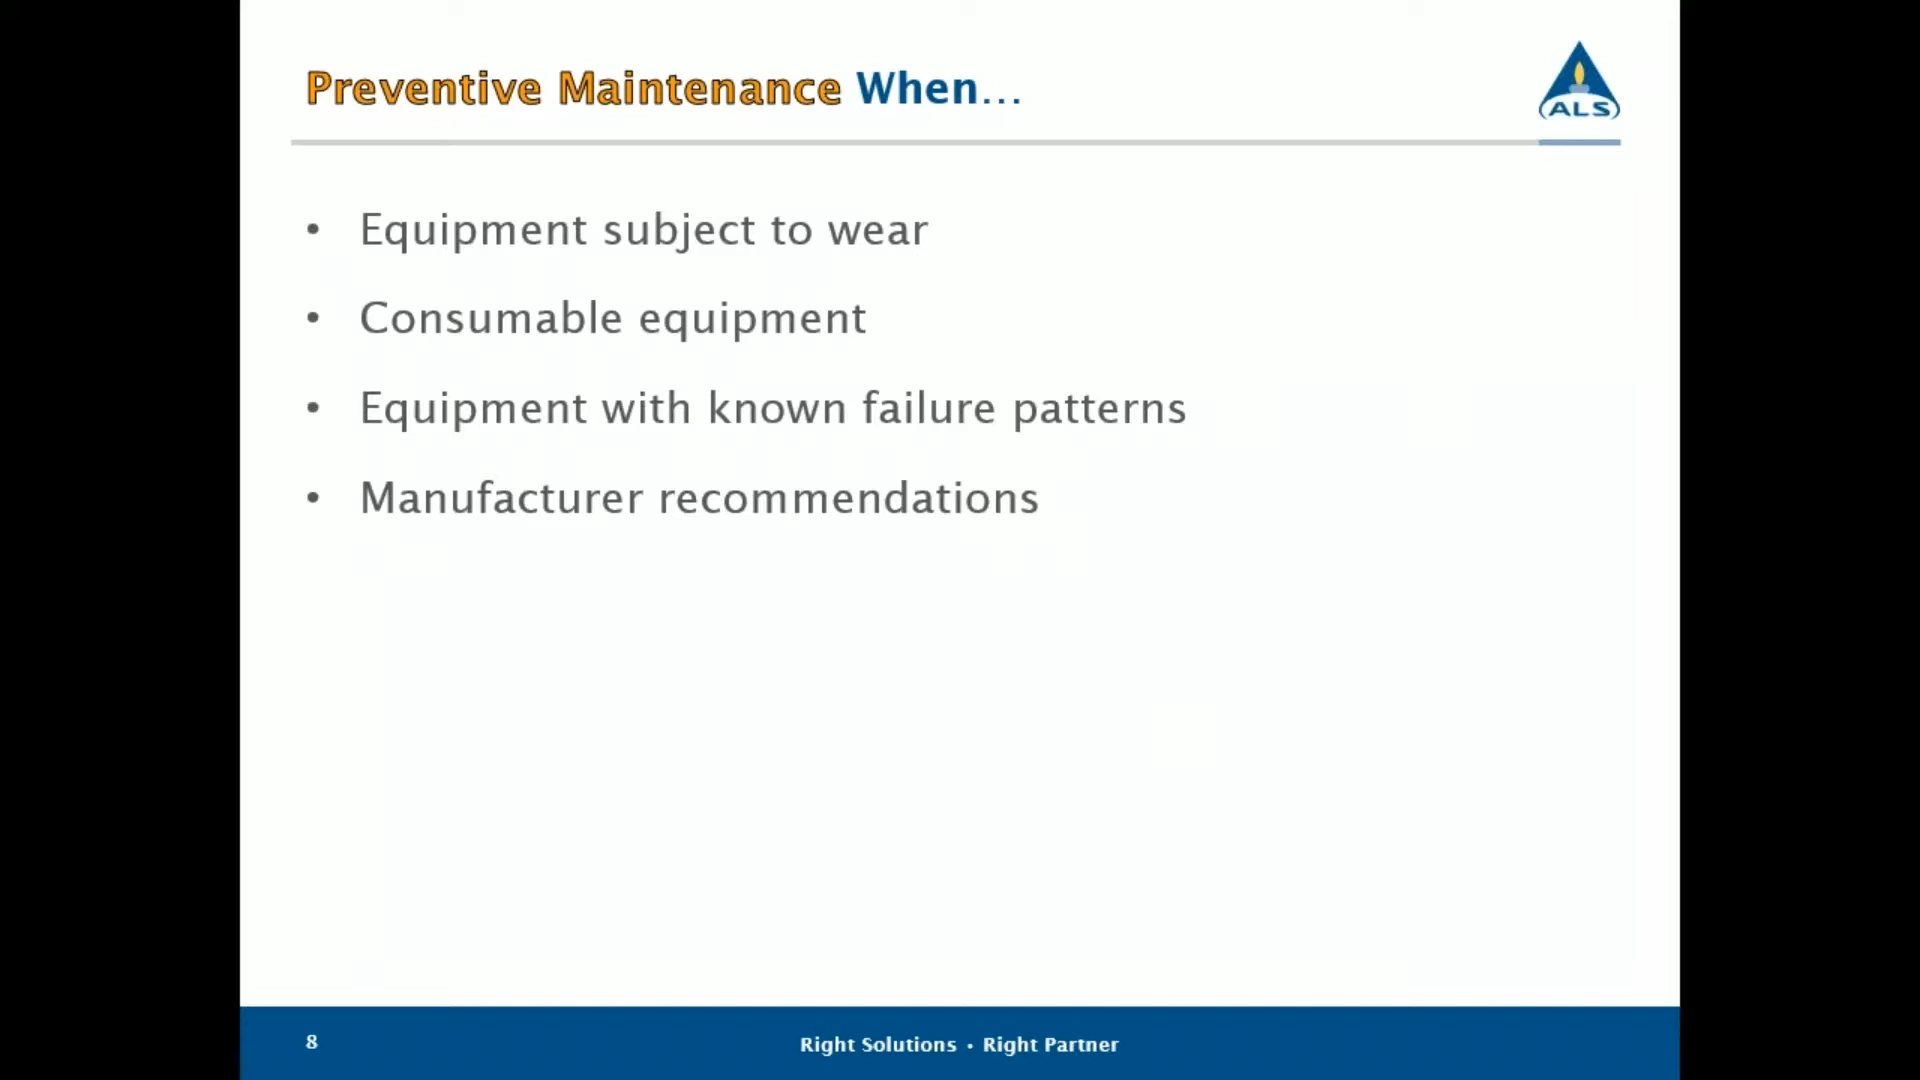 Preventive Maintenance When...
ALS
• Equipment subject to wear
• Consumable equipment
• Equipment with known failure patterns
• Manufacturer recommendations
8
Right Solutions • Right Partner